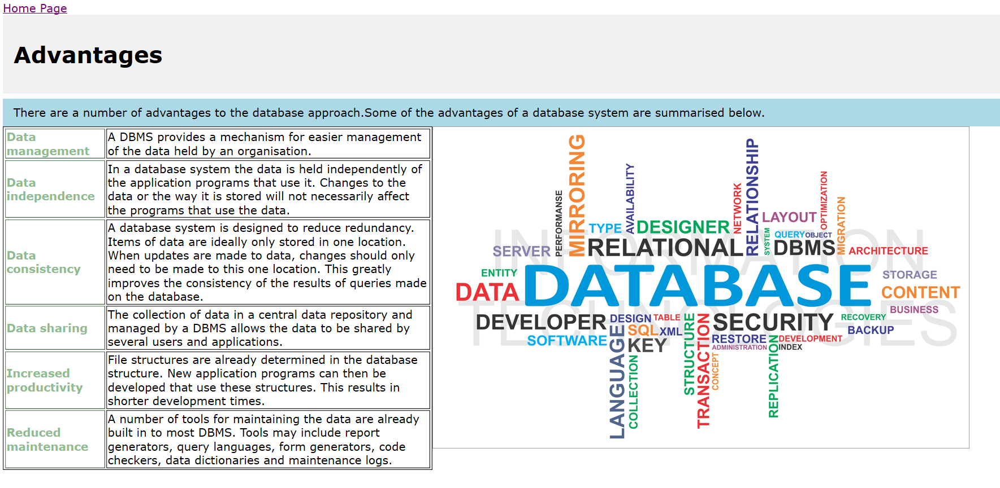 Home Page
Advantages
There are a number of advantages to the database approach.Some of the advantages of a database system are summarised below.
Data
management
A DBMS provides a mechanism for easier management
of the data held by an organisation.
Data
independence
In a database system the data is held independently of
the application programs that use it. Changes to the
data or the way it is stored will not necessarily affect
the programs that use the data.
Data
consistency
A database system is designed to reduce redundancy.
Items of data are ideally only stored in one location.
When updates are made to data, changes should only
need to be made to this one location. This greatly
improves the consistency of the results of queries made
on the database.
Data sharing
The collection of data in a central data repository and
managed by a DBMS allows the data to be shared by
several users and applications.
Increased
productivity
File structures are already determined in the database
structure. New application programs can then be
developed that use these structures. This results in
shorter development times.
Reduced
maintenance
A number of tools for maintaining the data are already
built in to most DBMS. Tools may include report
generators, query languages, form generators, code
checkers, data dictionaries and maintenance logs.
INFORMATION
TECHNOLOGIES
MIRRORING
PERFORMANSE
AVAILABILITY
NETWORK
RELATIONSHIP
OPTIMIZATION
MIGRATION
LAYOUT
TYPE
DESIGNER
SYSTEM
QUERY
OBJECT
SERVER
RELATIONAL
DBMS
ARCHITECTURE
ENTITY
DATA
DATABASE
STORAGE
CONTENT
BUSINESS
DEVELOPER
DESIGN
TABLE
SECURITY
RECOVERY
BACKUP
SOFTWARE
SQL
XML
KEY
RESTORE
DEVELOPMENT
ADMINISTRATION
INDEX
LANGUAGE
COLLECTION
STRUCTURE
TRANSACTION
CONCEPT
REPLICATION